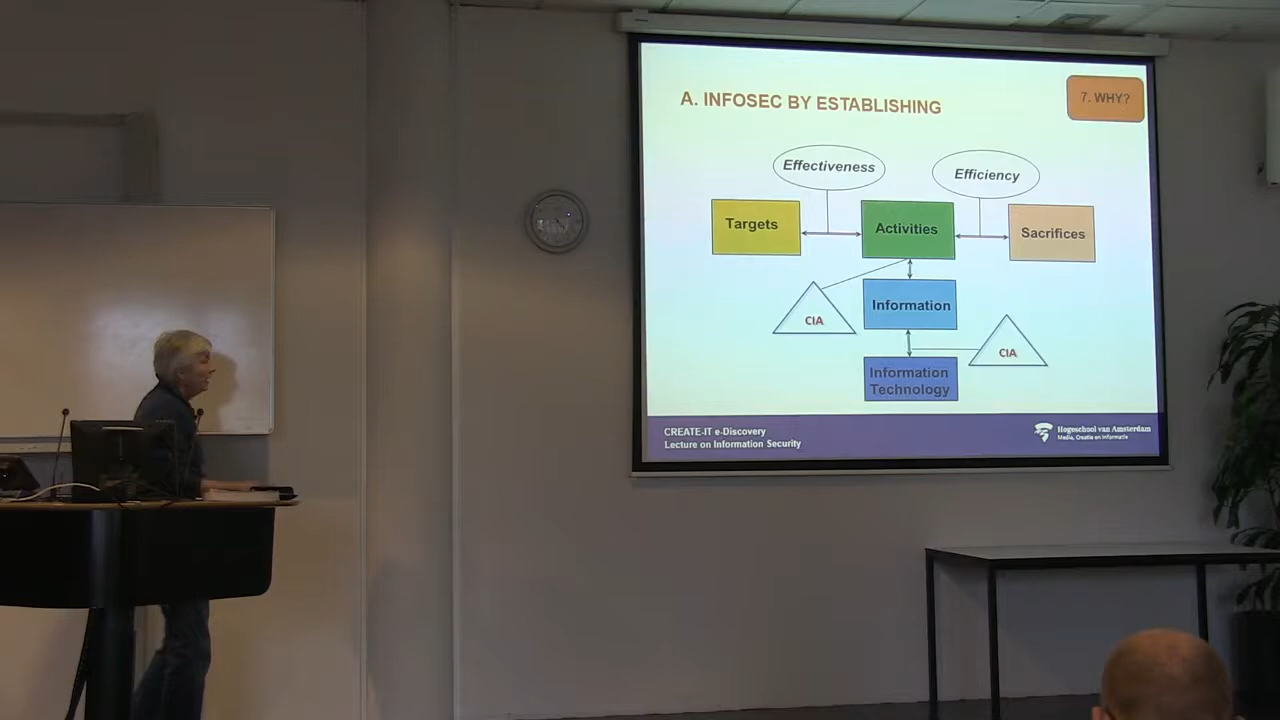 A. INFOSEC BY ESTABLISHING
7. WHY?
Effectiveness
Efficiency
Targets
Activities
Sacrifices
CIA
Information
CIA
Information
Technology
CREATE-IT e-Discovery
Lecture on Information Security
Hogeschool van Amsterdam
Media, Creatie en Informatie